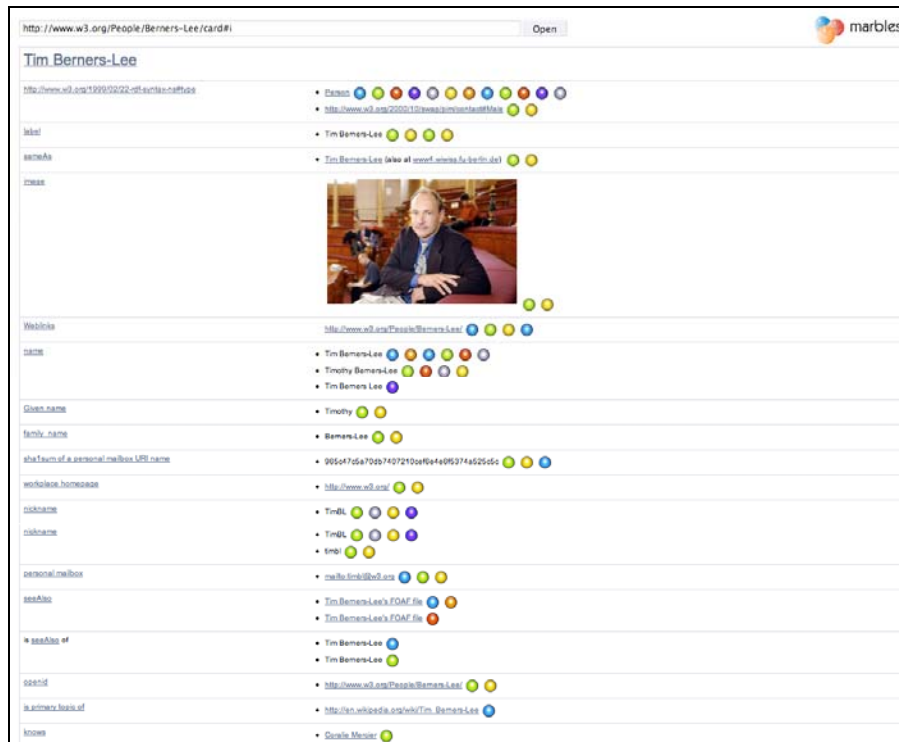 http://www.w3.org/People/Berners-Lee/card#i Open marbles
Tim Berners-Lee
http://www.w3.org/1999/02/22-rdf-syntax-ns#type • Person
• http://www.w3.org/2000/10/swap/pim/contact#Male
label • Tim Berners-Lee
sameAs • Tim Berners-Lee (also at www4.wiwiss.fu-berlin.de)
image
Weblinks http://www.w3.org/People/Berners-Lee/
name • Tim Berners-Lee
• Timothy Berners-Lee
• Tim Berners Lee
Given name • Timothy
family_name • Berners-Lee
sha1sum of a personal mailbox URI name
workplace homepage • http://www.w3.org/
nickname • TimBL
nickname • TimBL
• timbl
personal mailbox • mailto:timbl@w3.org
seeAlso • Tim Berners-Lee's FOAF file
• Tim Berners-Lee's FOAF file
is seeAlso of • Tim Berners-Lee
• Tim Berners-Lee
openid • http://www.w3.org/People/Berners-Lee/
is primary topic of • http://en.wikipedia.org/wiki/Tim_Berners-Lee
knows • Coralie Mercier